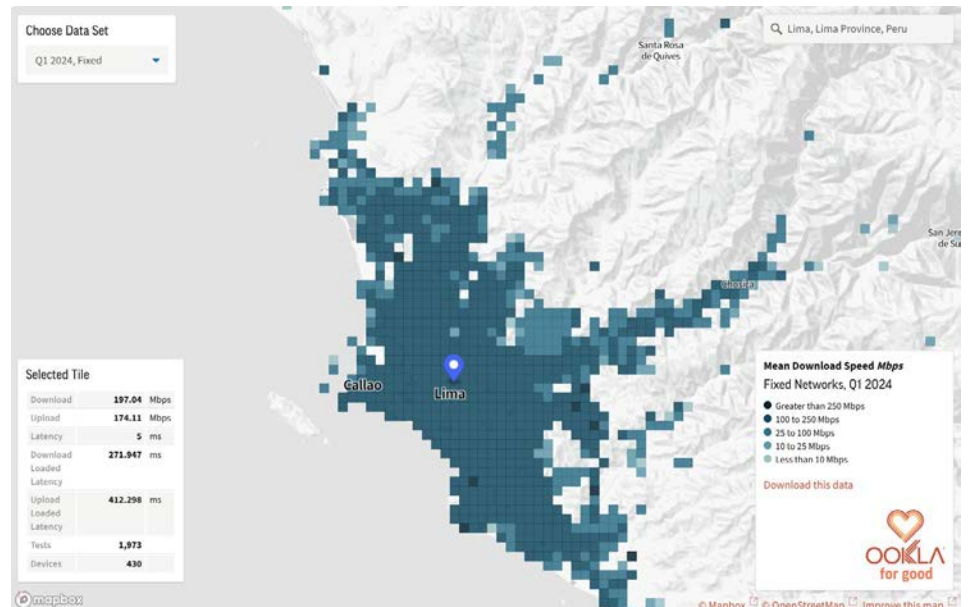 Choose Data Set
Q1 2024, Fixed
Lima, Lima Province, Peru
Santa Rosa
de Quives
San Jere
de Su
Chosica
Callao
Lima
Selected Tile
Download 197.04 Mbps
Upload 174.11 Mbps
Latency 5 ms
Download 271.947 ms
Loaded
Latency
Upload 412.298 ms
Loaded
Latency
Tests 1,973
Devices 430
Mean Download Speed Mbps
Fixed Networks, Q1 2024
Greater than 250 Mbps
100 to 250 Mbps
25 to 100 Mbps
10 to 25 Mbps
Less than 10 Mbps
Download this data
OOKLA
for good
mapbox
© Mapbox © OpenStreetMap Improve this map